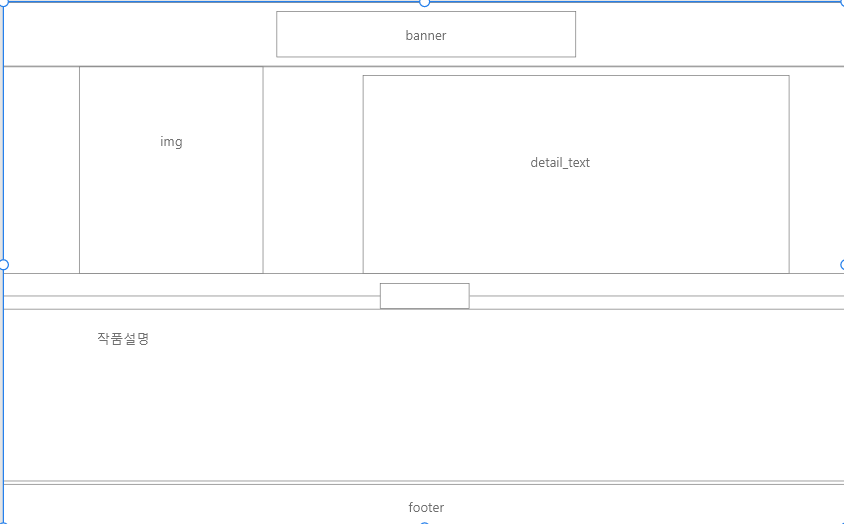 banner
img
detail_text
작품설명
footer